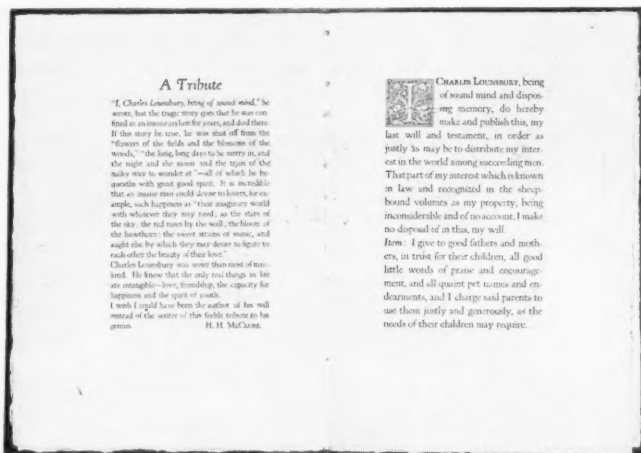 A Tribute
"I, Charles Lounsbury, being of sound mind," he
wrote, but the tragic story goes that he was con-
fined in an insane asylum for years, and died there.
If this story be true, he was shut off from the
"flowers of the fields and the blossoms of the
woods," "the long, long days to be merry in, and
the night and the moon and the train of the
milky way to wonder at"—all of which he be-
queaths with great good spirit. It is incredible
that an insane man could devise to lovers, for ex-
ample, such happiness as "their imaginary world
with whatever they may need; as the stars of
the sky; the red roses by the wall; the bloom of
the hawthorn; the sweet strains of music, and
aught else by which they may desire to figure to
each other the beauty of their love."
Charles Lounsbury was saner than most of man-
kind. He knew that the only real things in life
are intangible—love, friendship, the capacity for
happiness and the spirit of youth.
I wish I could have been the author of his will
instead of the writer of this feeble tribute to his
genius. H. H. McClure.
I CHARLES LOUNSBURY, being
of sound mind and dispos-
ing memory, do hereby
make and publish this, my
last will and testament, in order as
justly as may be to distribute my inter-
est in the world among succeeding men.
That part of my interest which is known
in law and recognized in the sheep-
bound volumes as my property, being
inconsiderable and of no account, I make
no disposal of in this, my will.
Item: I give to good fathers and moth-
ers, in trust for their children, all good
little words of praise and encourage-
ment, and all quaint pet names and en-
dearments, and I charge said parents to
use them justly and generously, as the
needs of their children may require.